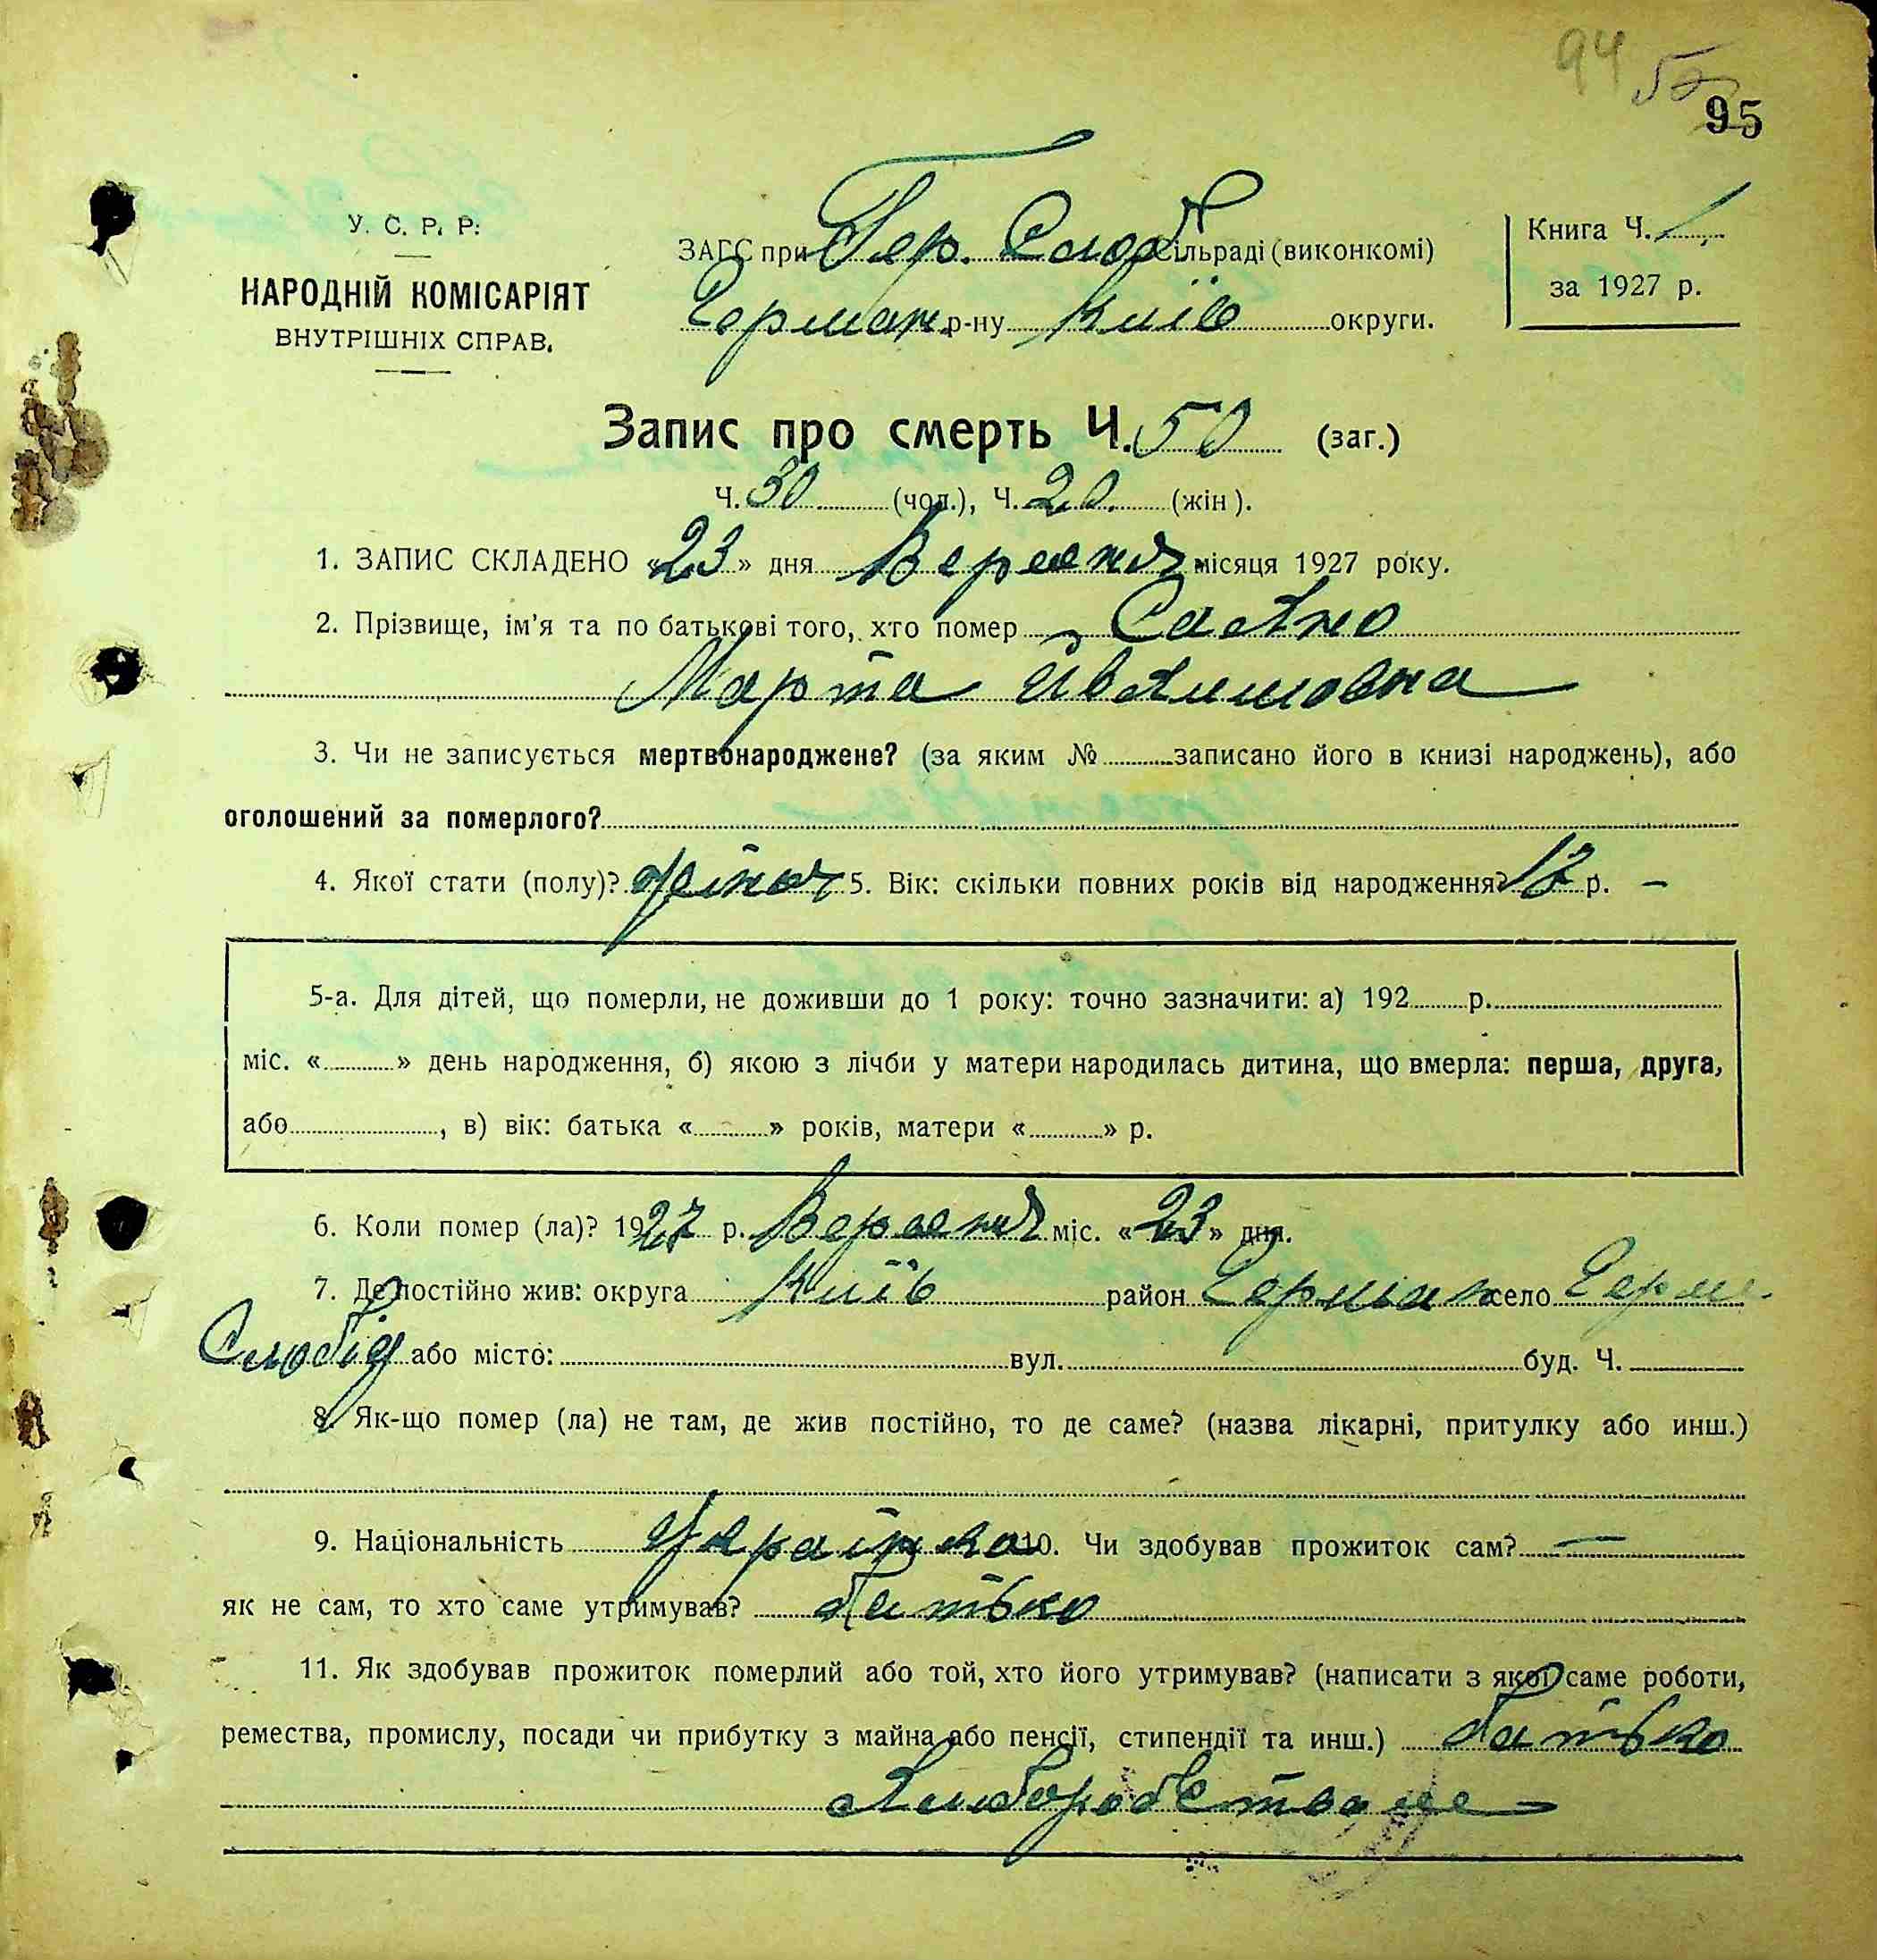 94
95
У. С. Р. Р.
НАРОДНІЙ КОМІСАРІЯТ
ВНУТРІШНІХ СПРАВ.
ЗАГС при Гер. Слоб сільраді (виконкомі)
Герман. р-ну Київ округи.
Книга Ч. 1
за 1927 р.
Запис про смерть Ч. 50 (заг.)
Ч. 30 (чол.), Ч. 20. (жін).
1. ЗАПИС СКЛАДЕНО «23» дня Вересня місяця 1927 року.
2. Прізвище, ім'я та по батькові того, хто помер
Марта
3. Чи не записується мертвонароджене? (за яким № записано його в книзі народжень), або
оголошений за померлого?
4. Якої стати (полу)? жіноч 5. Вік: скільки повних років від народження? р. —
5-а. Для дітей, що померли, не доживши до 1 року: точно зазначити: а) 192 р.
міс. « » день народження, б) якою з лічби у матери народилась дитина, що вмерла: перша, друга,
або , в) вік: батька « » років, матери « » р.
6. Коли помер (ла)? 1927 р. Вересня міс. «23» дня.
7. Де постійно жив: округа Київ район Герман село Герм.
Слобід або місто: вул. буд. Ч.
8. Як-що помер (ла) не там, де жив постійно, то де саме? (назва лікарні, притулку або инш.)
9. Національність Українка 10. Чи здобував прожиток сам? —
як не сам, то хто саме утримував? батько
11. Як здобував прожиток померлий або той, хто його утримував? (написати з якої саме роботи,
ремества, промислу, посади чи прибутку з майна або пенсії, стипендії та инш.) батько